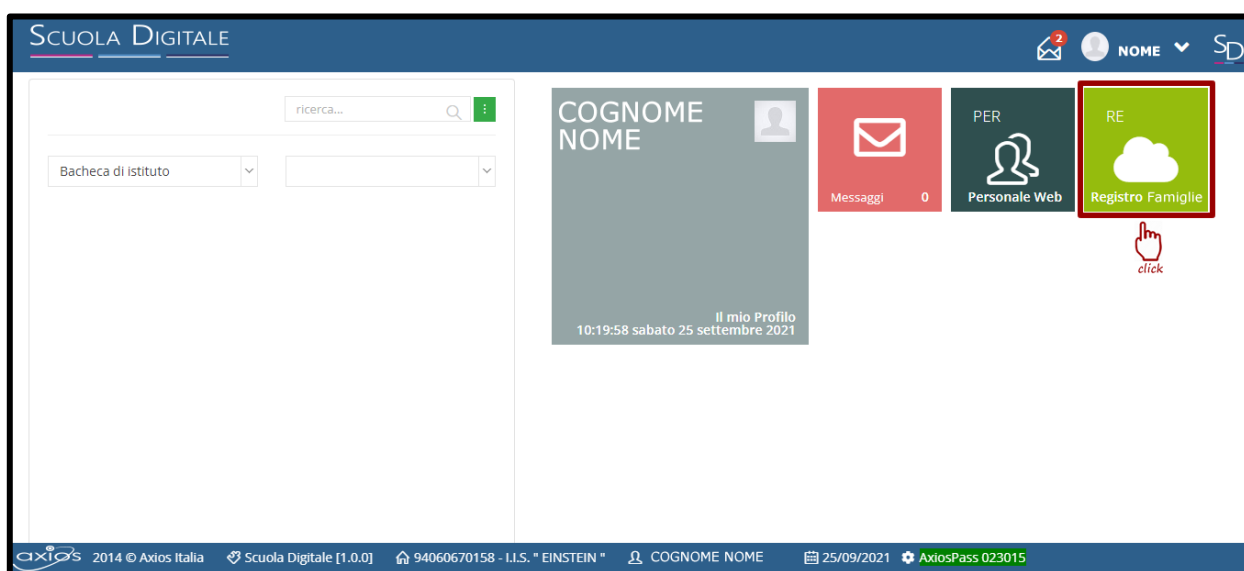 SCUOLA DIGITALE
2
NOME
SD
ricerca...
Bacheca di istituto
COGNOME
NOME
Il mio Profilo
10:19:58 sabato 25 settembre 2021
Messaggi 0
PER
Personale Web
RE
Registro Famiglie
click
axios 2014 © Axios Italia Scuola Digitale [1.0.0] 94060670158 - I.I.S. " EINSTEIN " COGNOME NOME 25/09/2021 AxiosPass 023015